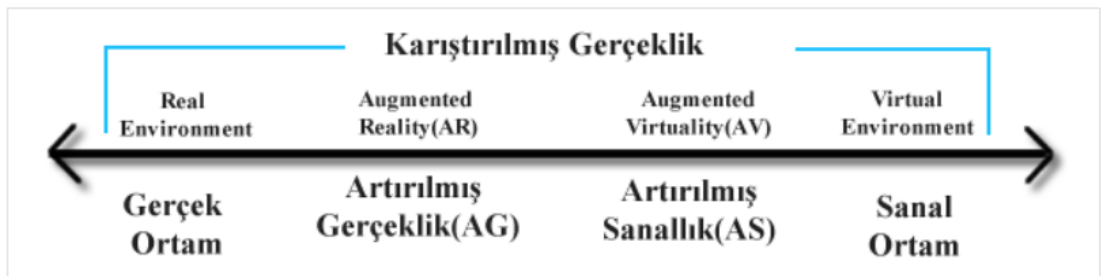 Karıştırılmış Gerçeklik
Real
Environment
Augmented
Reality(AR)
Augmented
Virtuality(AV)
Virtual
Environment
Gerçek
Ortam
Artırılmış
Gerçeklik(AG)
Artırılmış
Sanallık(AS)
Sanal
Ortam